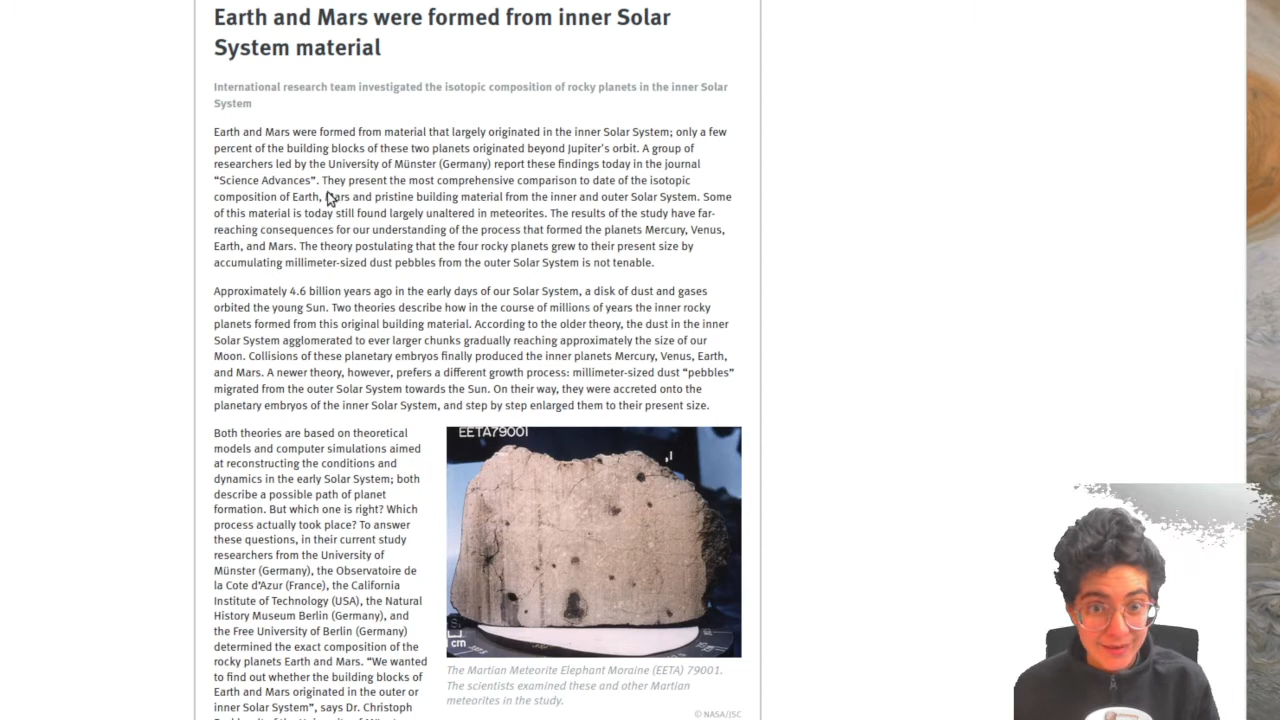 Earth and Mars were formed from inner Solar
System material
International research team investigated the isotopic composition of rocky planets in the inner Solar
System
Earth and Mars were formed from material that largely originated in the inner Solar System; only a few
percent of the building blocks of these two planets originated beyond Jupiter's orbit. A group of
researchers led by the University of Münster (Germany) report these findings today in the journal
“Science Advances”. They present the most comprehensive comparison to date of the isotopic
composition of Earth, Mars and pristine building material from the inner and outer Solar System. Some
of this material is today still found largely unaltered in meteorites. The results of the study have far-
reaching consequences for our understanding of the process that formed the planets Mercury, Venus,
Earth, and Mars. The theory postulating that the four rocky planets grew to their present size by
accumulating millimeter-sized dust pebbles from the outer Solar System is not tenable.
Approximately 4.6 billion years ago in the early days of our Solar System, a disk of dust and gases
orbited the young Sun. Two theories describe how in the course of millions of years the inner rocky
planets formed from this original building material. According to the older theory, the dust in the inner
Solar System agglomerated to ever larger chunks gradually reaching approximately the size of our
Moon. Collisions of these planetary embryos finally produced the inner planets Mercury, Venus, Earth,
and Mars. A newer theory, however, prefers a different growth process: millimeter-sized dust “pebbles”
migrated from the outer Solar System towards the Sun. On their way, they were accreted onto the
planetary embryos of the inner Solar System, and step by step enlarged them to their present size.
Both theories are based on theoretical
models and computer simulations aimed
at reconstructing the conditions and
dynamics in the early Solar System; both
describe a possible path of planet
formation. But which one is right? Which
process actually took place? To answer
these questions, in their current study
researchers from the University of
Münster (Germany), the Observatoire de
la Cote d’Azur (France), the California
Institute of Technology (USA), the Natural
History Museum Berlin (Germany), and
the Free University of Berlin (Germany)
determined the exact composition of the
rocky planets Earth and Mars. “We wanted
to find out whether the building blocks of
Earth and Mars originated in the outer or
inner Solar System”, says Dr. Christoph
EETA79001
cm
The Martian Meteorite Elephant Moraine (EETA) 79001.
The scientists examined these and other Martian
meteorites in the study.
© NASA/JSC